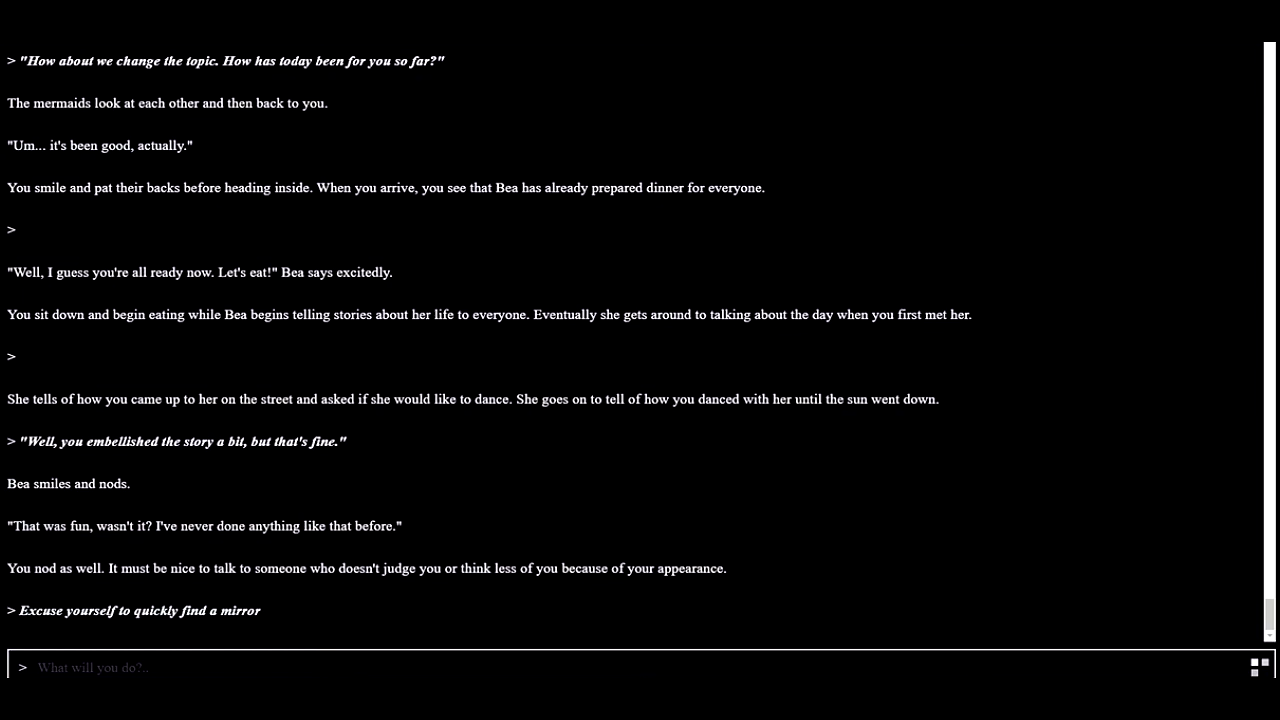 > "How about we change the topic. How has today been for you so far?"
The mermaids look at each other and then back to you.
"Um... it's been good, actually."
You smile and pat their backs before heading inside. When you arrive, you see that Bea has already prepared dinner for everyone.
>
"Well, I guess you're all ready now. Let's eat!" Bea says excitedly.
You sit down and begin eating while Bea begins telling stories about her life to everyone. Eventually she gets around to talking about the day when you first met her.
>
She tells of how you came up to her on the street and asked if she would like to dance. She goes on to tell of how you danced with her until the sun went down.
> "Well, you embellished the story a bit, but that's fine."
Bea smiles and nods.
"That was fun, wasn't it? I've never done anything like that before."
You nod as well. It must be nice to talk to someone who doesn't judge you or think less of you because of your appearance.
> Excuse yourself to quickly find a mirror
> What will you do?..